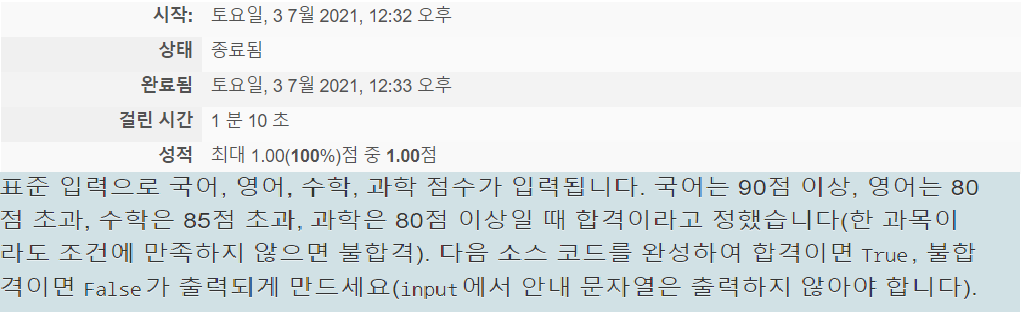 시작: 토요일, 3 7월 2021, 12:32 오후
상태 종료됨
완료됨 토요일, 3 7월 2021, 12:33 오후
걸린 시간 1 분 10 초
성적 최대 1.00(100%)점 중 1.00점
표준 입력으로 국어, 영어, 수학, 과학 점수가 입력됩니다. 국어는 90점 이상, 영어는 80
점 초과, 수학은 85점 초과, 과학은 80점 이상일 때 합격이라고 정했습니다(한 과목이
라도 조건에 만족하지 않으면 불합격). 다음 소스 코드를 완성하여 합격이면 True, 불합
격이면 False가 출력되게 만드세요(input에서 안내 문자열은 출력하지 않아야 합니다).